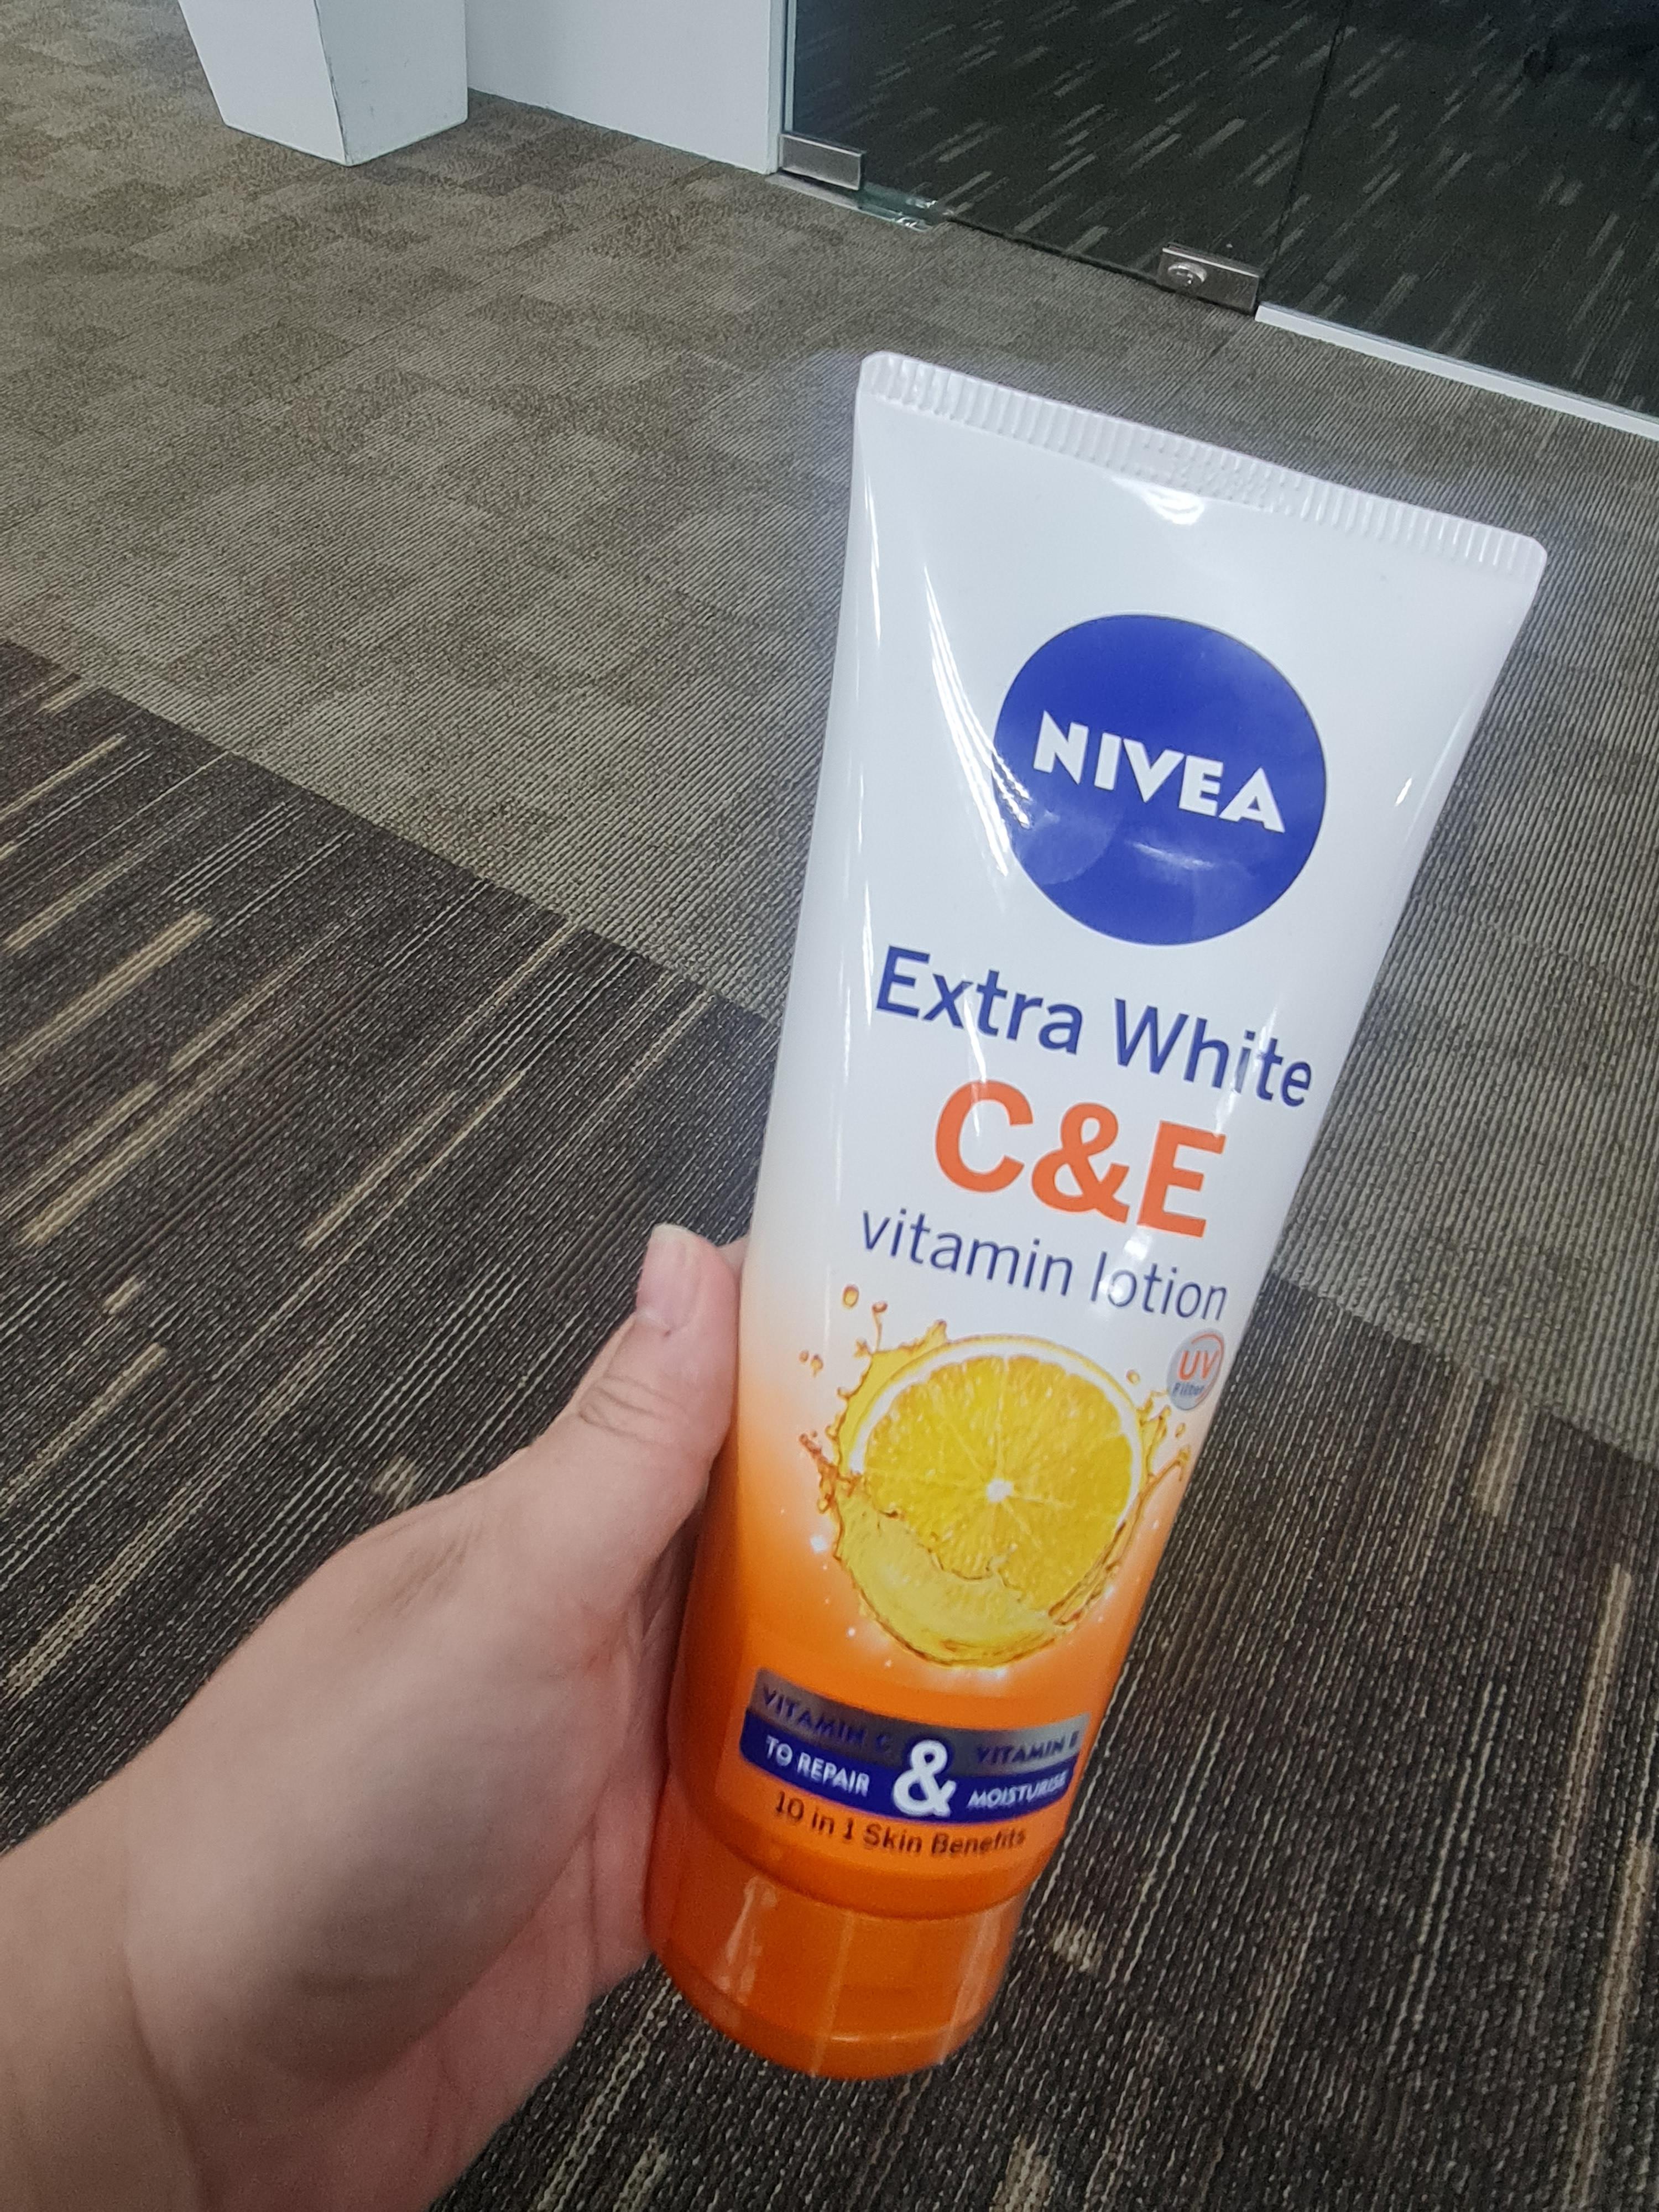 NIVEA
Extra White
C&E
vitamin lotion
UV
Filter
VITAMIN C & VITAMIN E
TO REPAIR MOISTURISE
10 in 1 Skin Benefits